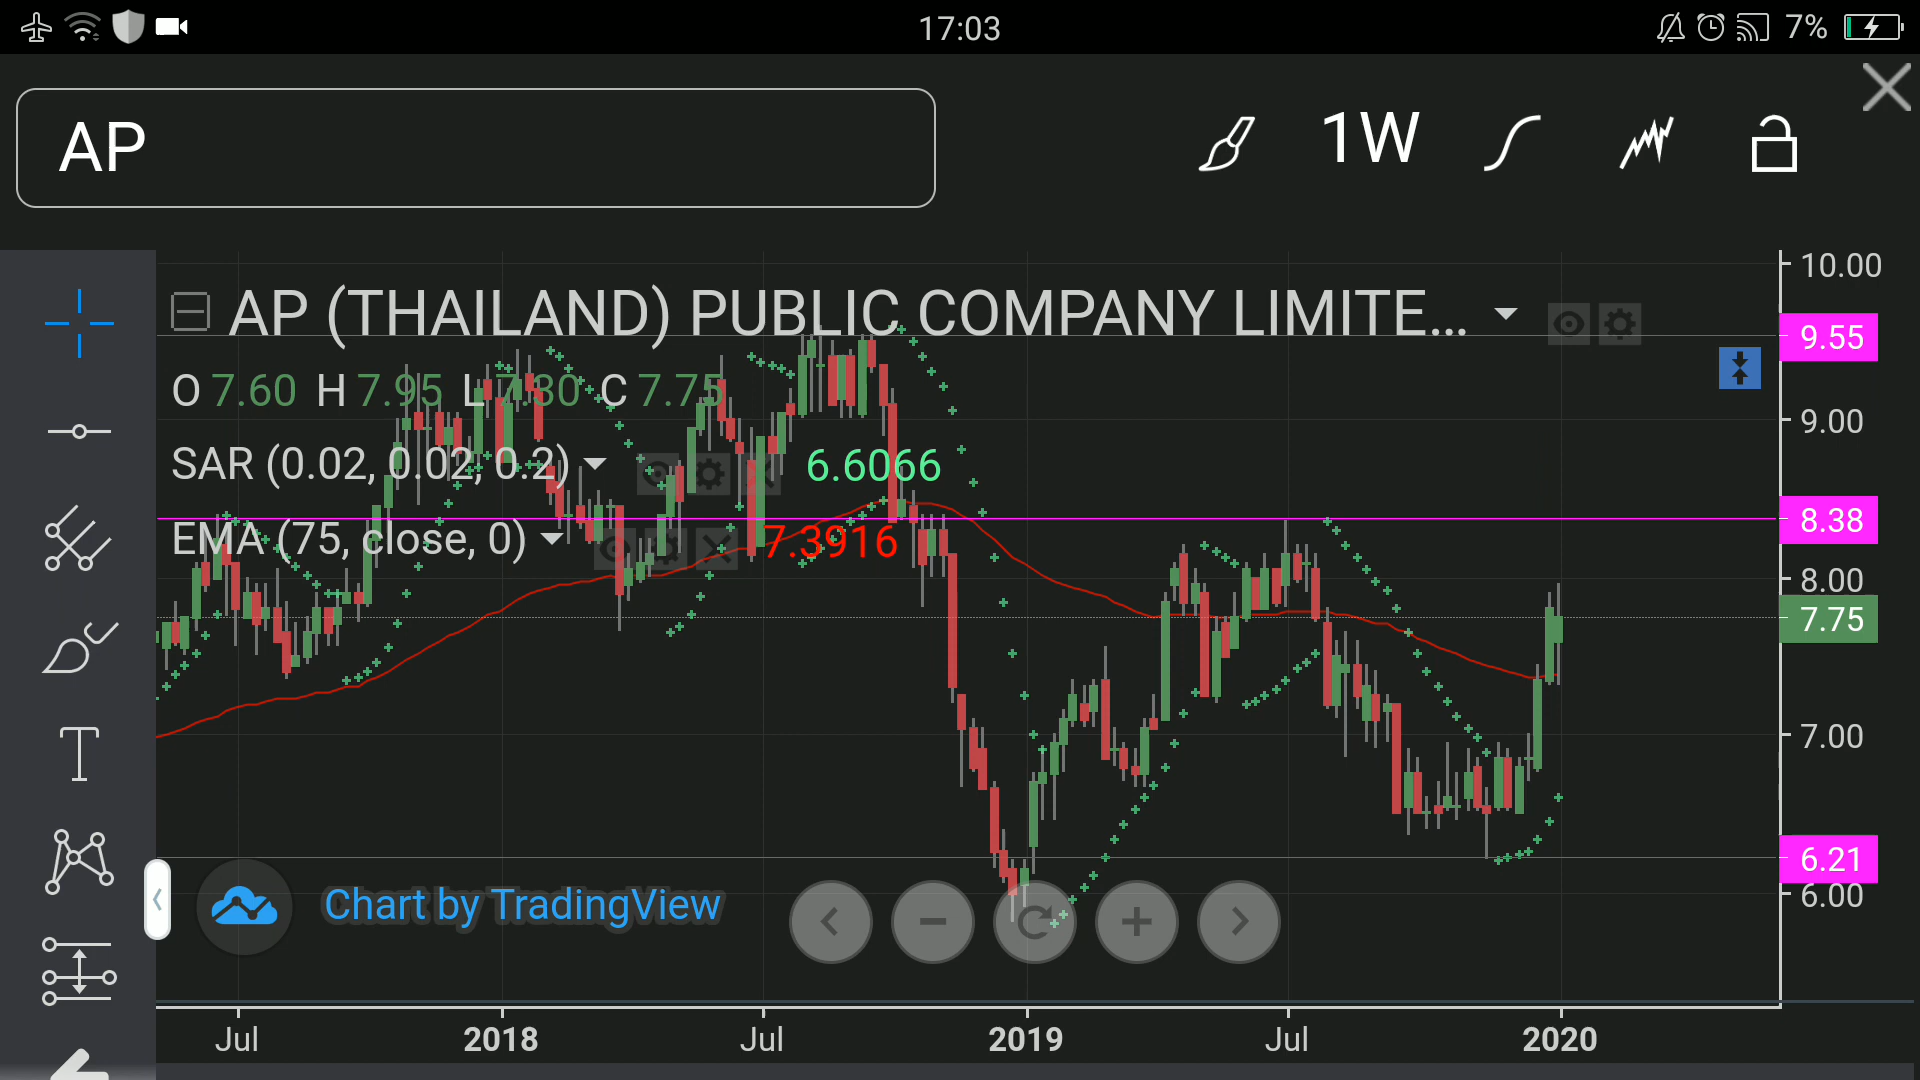 17:03
7%
AP
1W
AP (THAILAND) PUBLIC COMPANY LIMITE...
O 7.60 H 7.95 L 7.30 C 7.75
SAR (0.02, 0.02, 0.2) 6.6066
EMA (75, close, 0) 7.3916
10.00
9.55
9.00
8.38
8.00
7.75
7.00
6.21
6.00
Chart by TradingView
Jul 2018 Jul 2019 Jul 2020